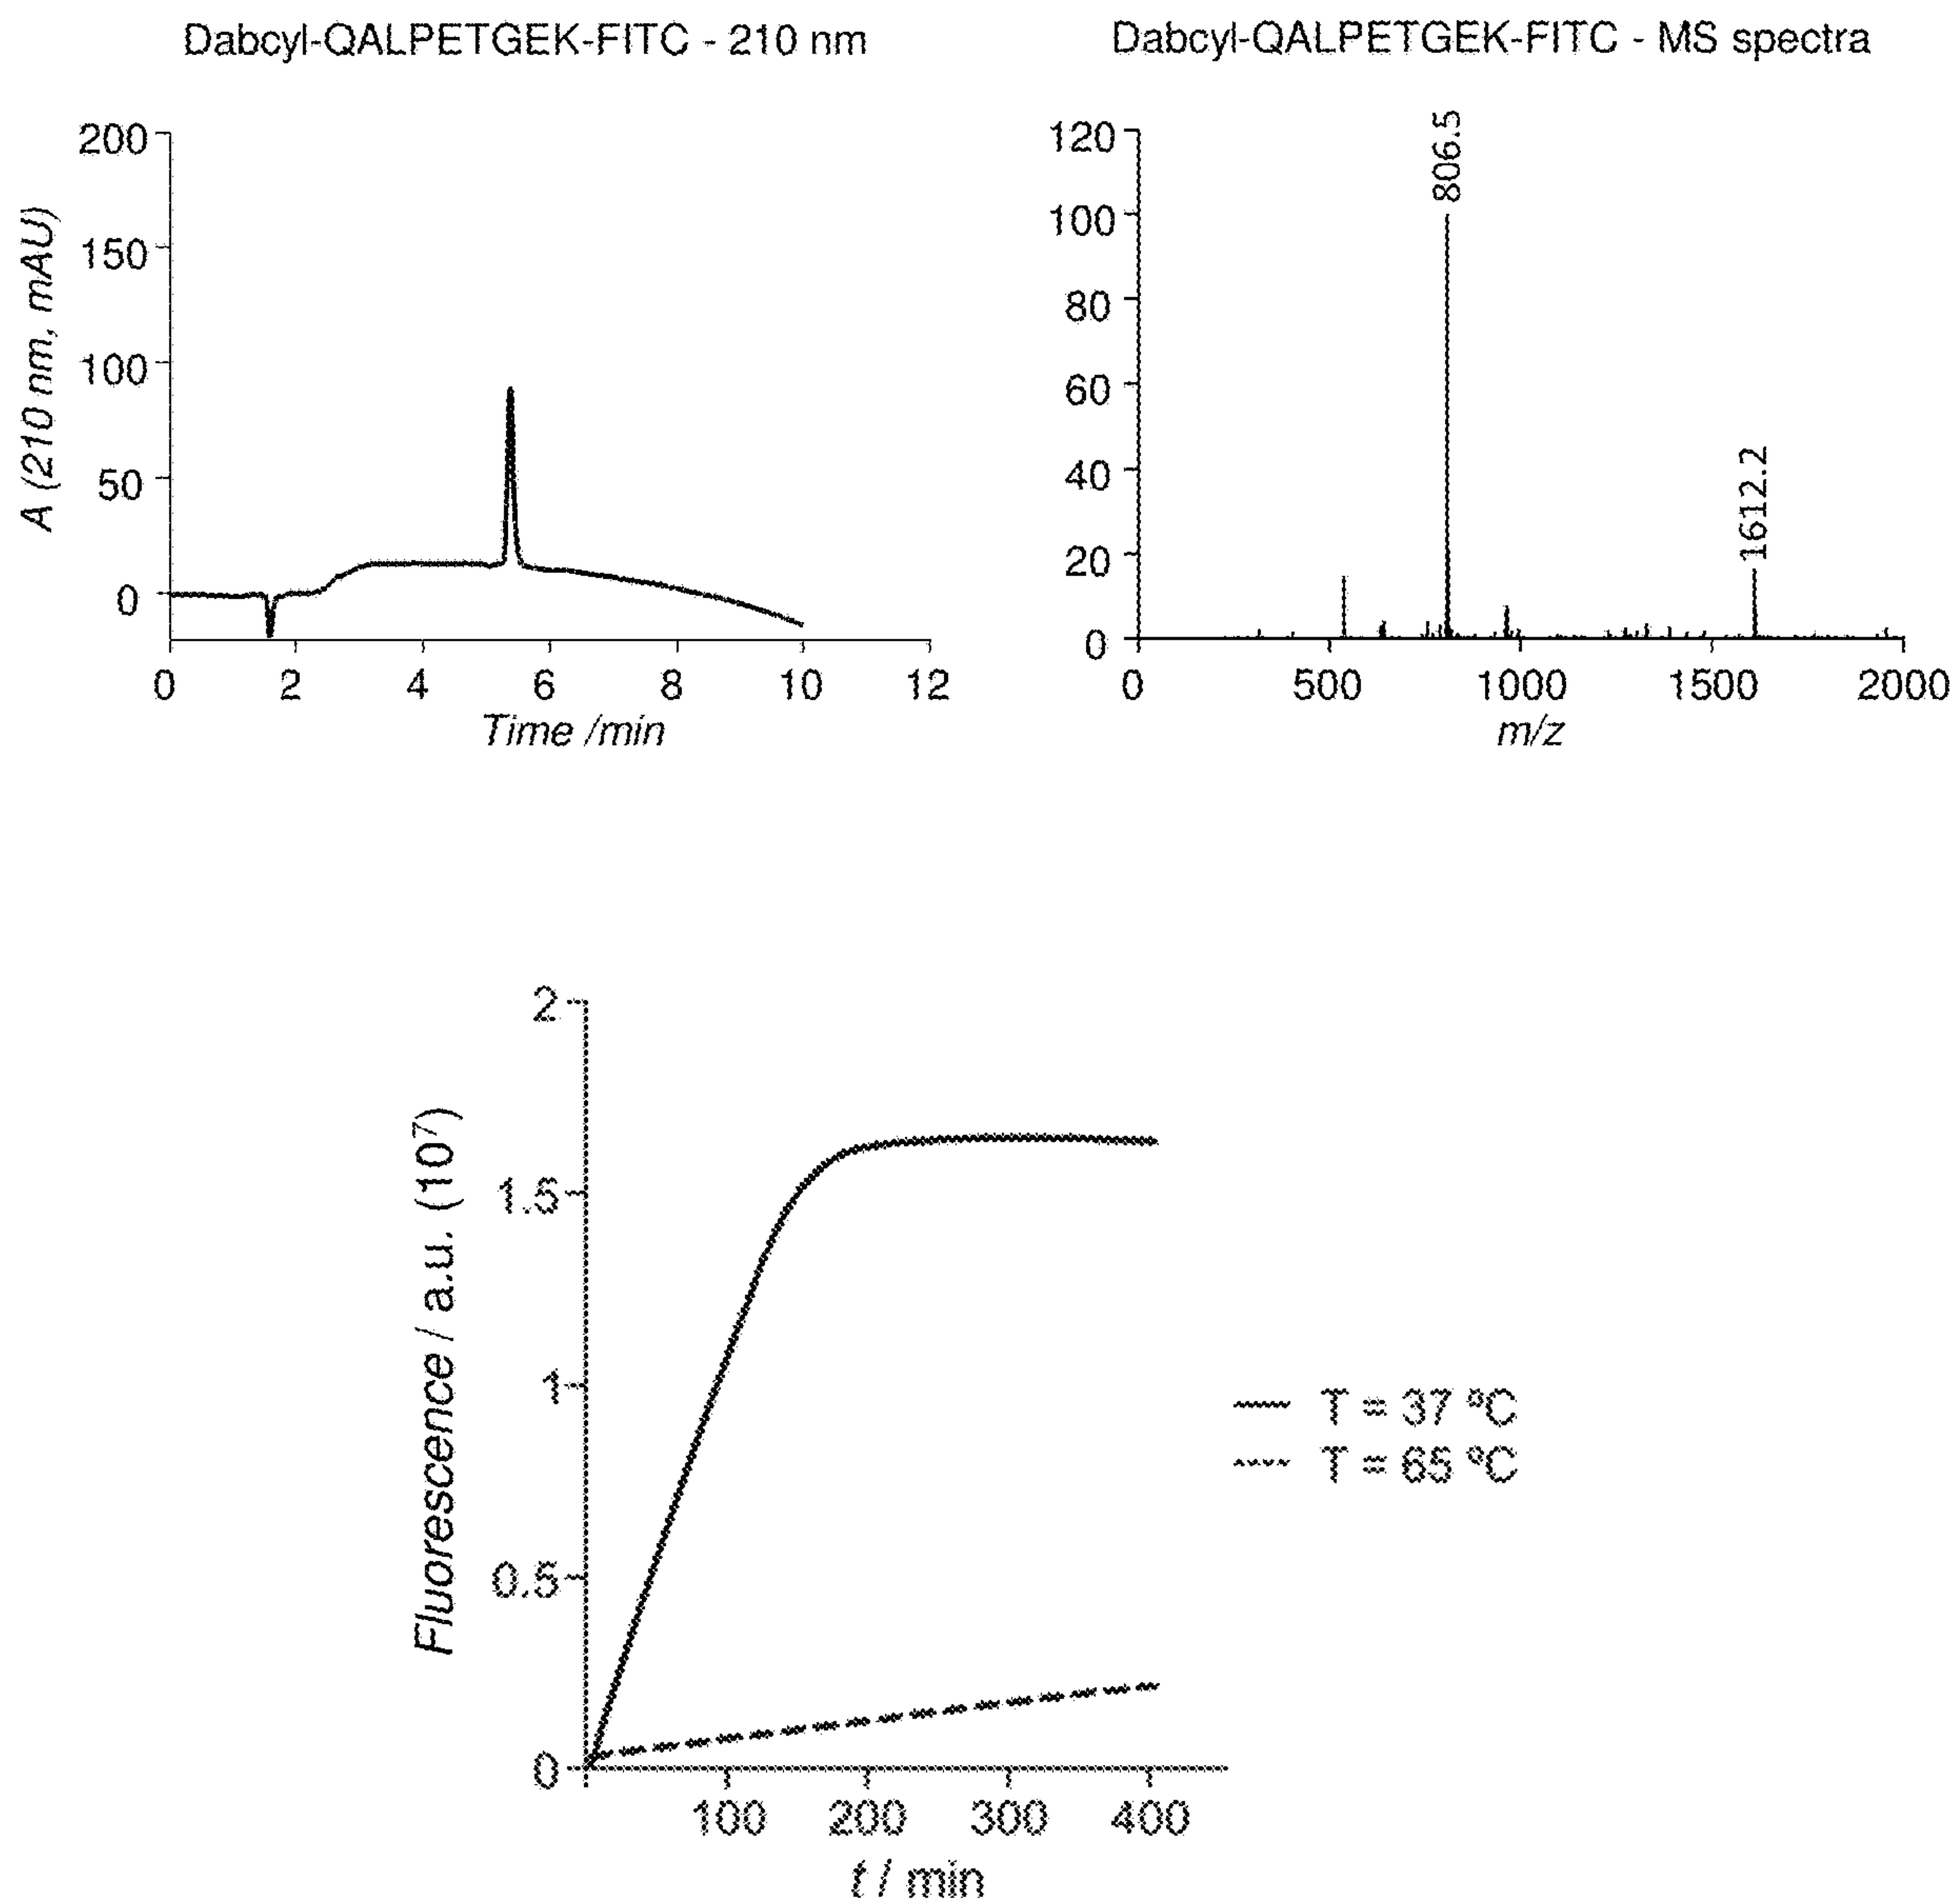 Dabcyl-QALPETGEK-FITC - 210 nm
A (210 nm, mAU)
200
150
100
50
0
0 2 4 6 8 10 12
Time /min
Dabcyl-QALPETGEK-FITC - MS spectra
120
100
80
60
40
20
0
806.5
1612.2
0 500 1000 1500 2000
m/z
Fluorescence / a.u. (10⁷)
2
1.5
1
0.5
0
100 200 300 400
t / min
T = 37 ºC
T = 65 ºC